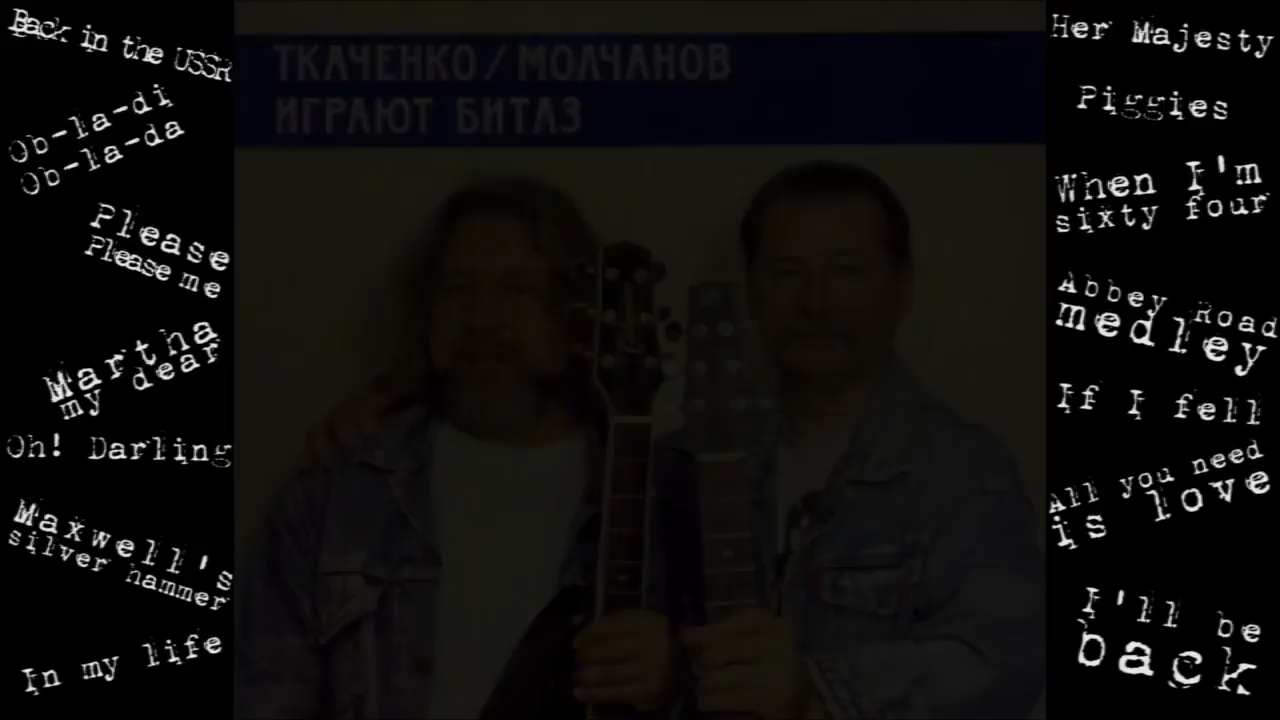 Back in the USSR
Ob-la-di
Ob-la-da
Please
Please me
Martha
my dear
Oh! Darling
Maxwell's
silver hammer
In my life
ТКАЧЕНКО/МОЛЧАНОВ
ИГРАЮТ БИТЛЗ
Her Majesty
Piggies
When I'm
sixty four
Abbey Road
medley
If I fell
All you need
is love
I'll be
back